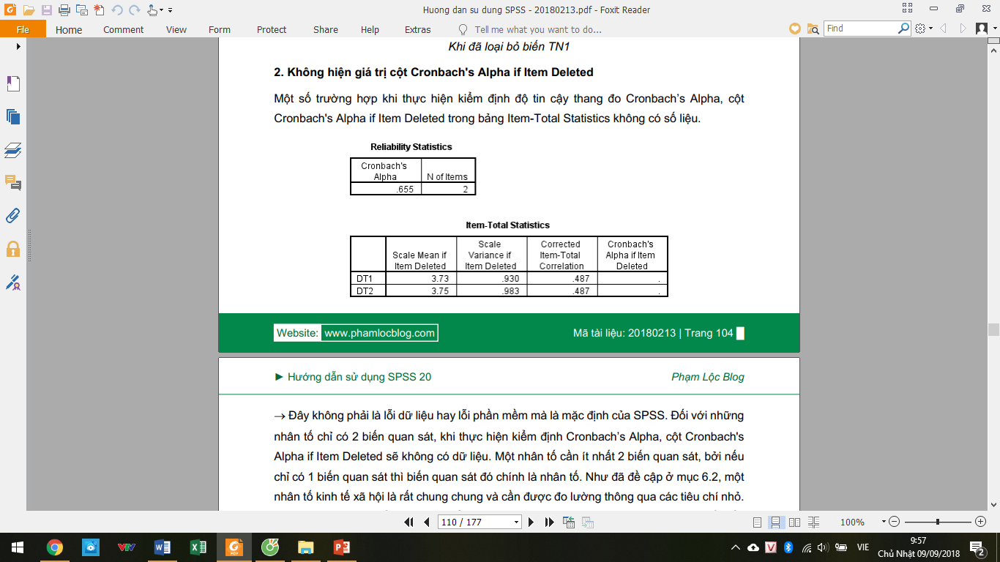 Huong dan su dung SPSS - 20180213.pdf - Foxit Reader
File Home Comment View Form Protect Share Help Extras Tell me what you want to do... Find
Khi đã loại bỏ biến TN1
2. Không hiện giá trị cột Cronbach's Alpha if Item Deleted
Một số trường hợp khi thực hiện kiểm định độ tin cậy thang đo Cronbach's Alpha, cột
Cronbach's Alpha if Item Deleted trong bảng Item-Total Statistics không có số liệu.
Reliability Statistics
Cronbach's
Alpha N of Items
.655 2
Item-Total Statistics
Scale Mean if
Item Deleted
Scale
Variance if
Item Deleted
Corrected
Item-Total
Correlation
Cronbach's
Alpha if Item
Deleted
DT1 3.73 .930 .487 .
DT2 3.75 .983 .487 .
Website: www.phamlocblog.com Mã tài liệu: 20180213 | Trang 104
► Hướng dẫn sử dụng SPSS 20 Phạm Lộc Blog
→ Đây không phải là lỗi dữ liệu hay lỗi phần mềm mà là mặc định của SPSS. Đối với những
nhân tố chỉ có 2 biến quan sát, khi thực hiện kiểm định Cronbach's Alpha, cột Cronbach's
Alpha if Item Deleted sẽ không có dữ liệu. Một nhân tố cần ít nhất 2 biến quan sát, bởi nếu
chỉ có 1 biến quan sát thì biến quan sát đó chính là nhân tố. Như đã đề cập ở mục 6.2, một
nhân tố kinh tế xã hội là rất chung chung và cần được đo lường thông qua các tiêu chí nhỏ.
110 / 177 100%
VTV VIE
9:57
Chủ Nhật 09/09/2018
2